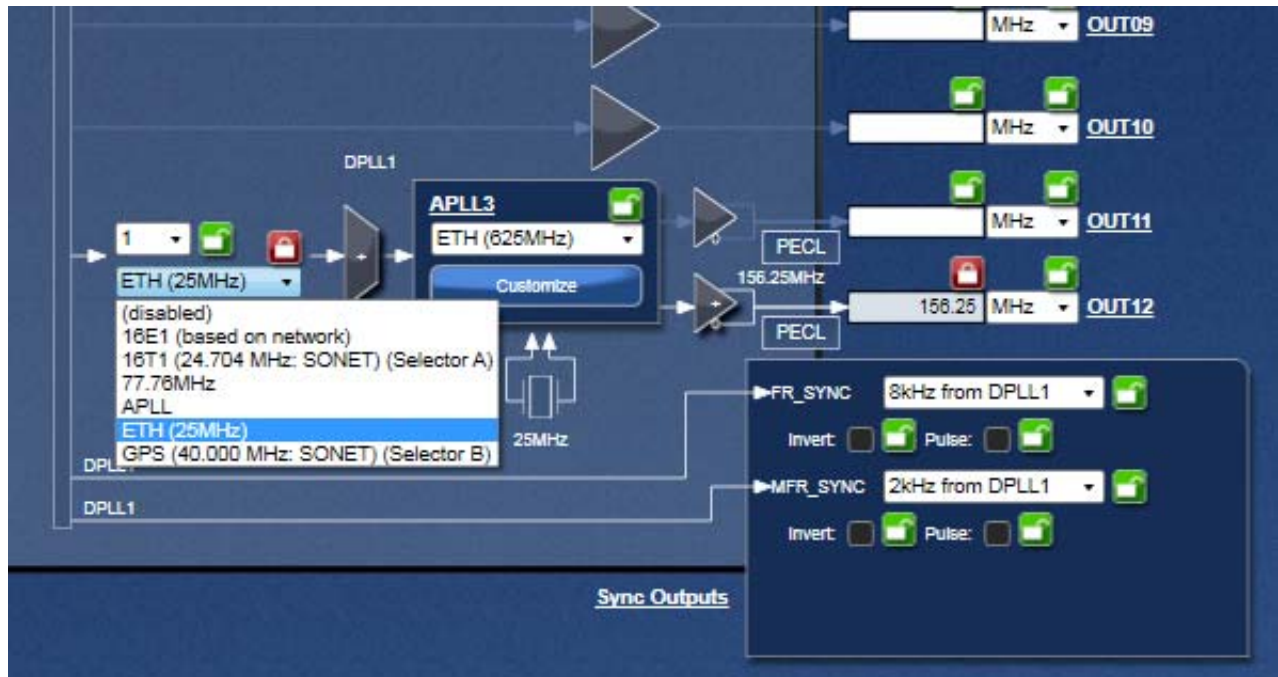 MHz OUT09
MHz OUT10
DPLL1
APLL3
1
ETH (625MHz)
MHz OUT11
PECL
ETH (25MHz)
Customize
156.25MHz
156.25 MHz OUT12
(disabled)
16E1 (based on network)
PECL
16T1 (24.704 MHz: SONET) (Selector A)
77.76MHz
APLL
FR_SYNC 8kHz from DPLL1
ETH (25MHz)
25MHz
Invert: Pulse:
GPS (40.000 MHz: SONET) (Selector B)
MFR_SYNC 2kHz from DPLL1
DPLL1
Invert: Pulse:
Sync Outputs